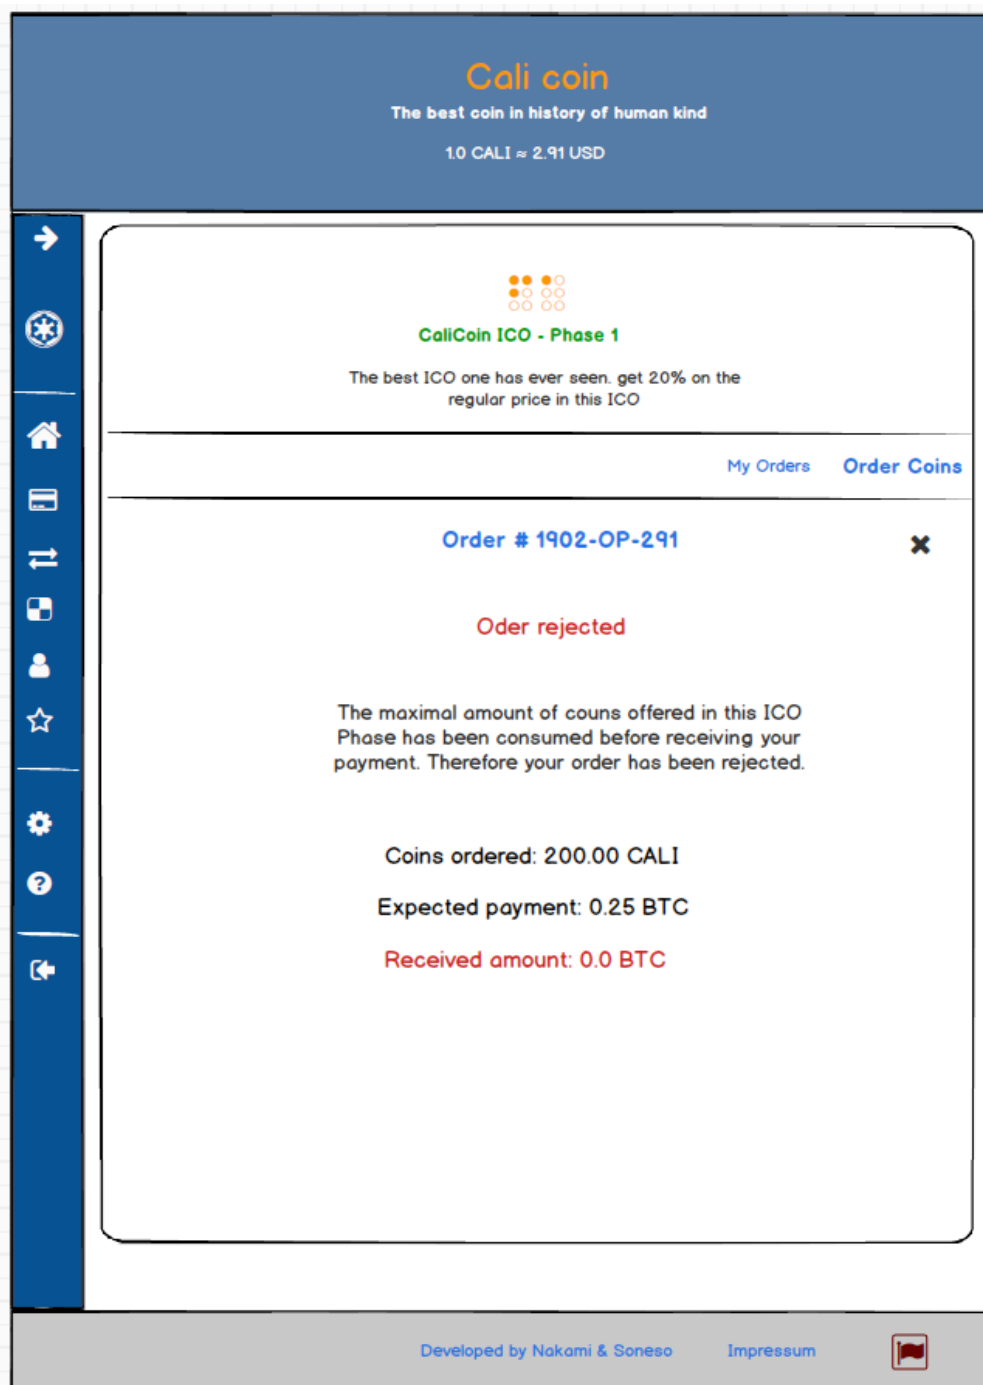 Cali coin
The best coin in history of human kind
1.0 CALI ≈ 2.91 USD
CaliCoin ICO - Phase 1
The best ICO one has ever seen. get 20% on the
regular price in this ICO
My Orders Order Coins
Order # 1902-OP-291
Oder rejected
The maximal amount of couns offered in this ICO
Phase has been consumed before receiving your
payment. Therefore your order has been rejected.
Coins ordered: 200.00 CALI
Expected payment: 0.25 BTC
Received amount: 0.0 BTC
Developed by Nakami & Soneso Impressum